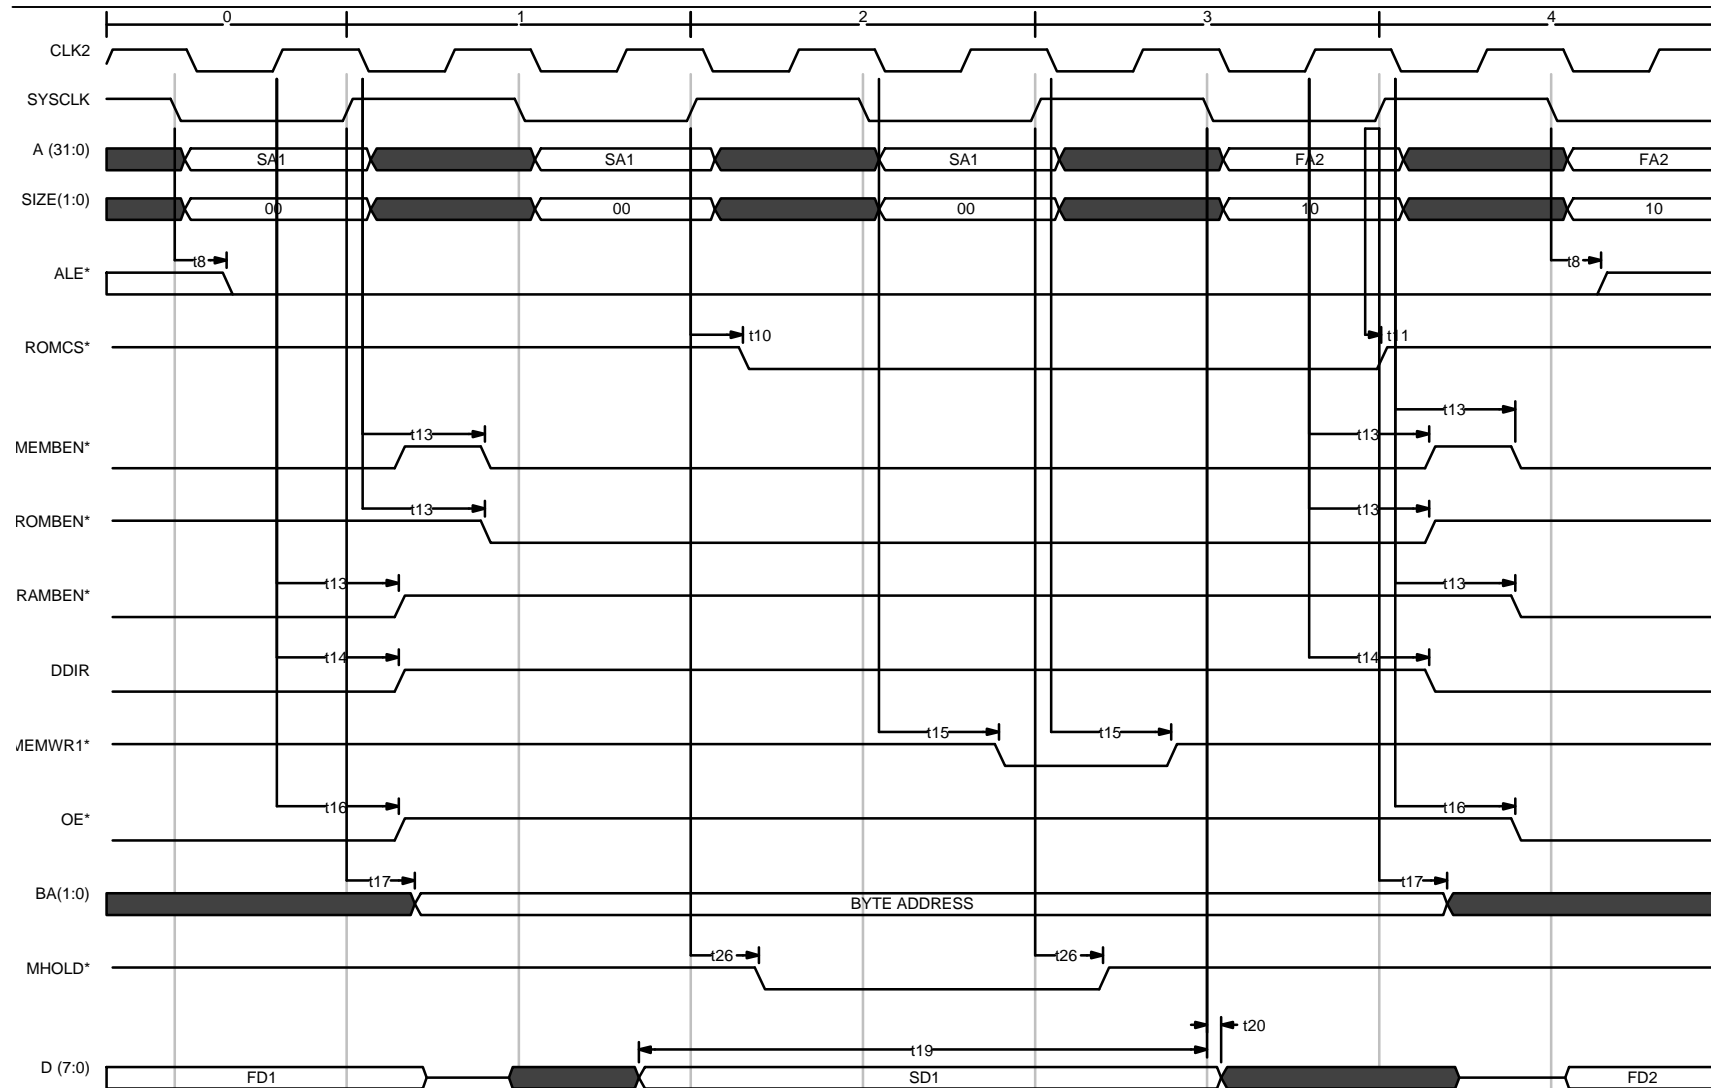 0 1 2 3 4
CLK2
SYSCLK
A (31:0) SA1 SA1 SA1 FA2 FA2
SIZE(1:0) 00 00 00 10 10
t8 t8
ALE*
t10 t11
ROMCS*
t13
t13 t13
MEMBEN*
t13 t13
ROMBEN*
t13 t13
RAMBEN*
t14 t14
DDIR
t15 t15
MEMWR1*
t16 t16
OE*
t17 t17
BA(1:0) BYTE ADDRESS
t26 t26
MHOLD*
t20
t19
D (7:0) FD1 SD1 FD2